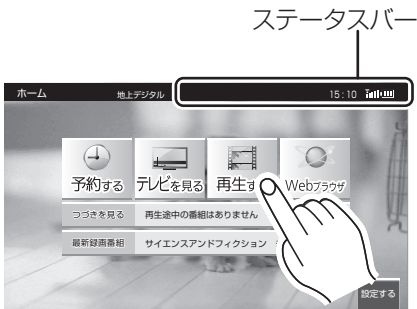 ステータスバー
ホーム 地上デジタル 15:10
予約する テレビを見る 再生す Webブラウザ
つづきを見る 再生途中の番組はありません
最新録画番組 サイエンスアンドフィクション
設定する